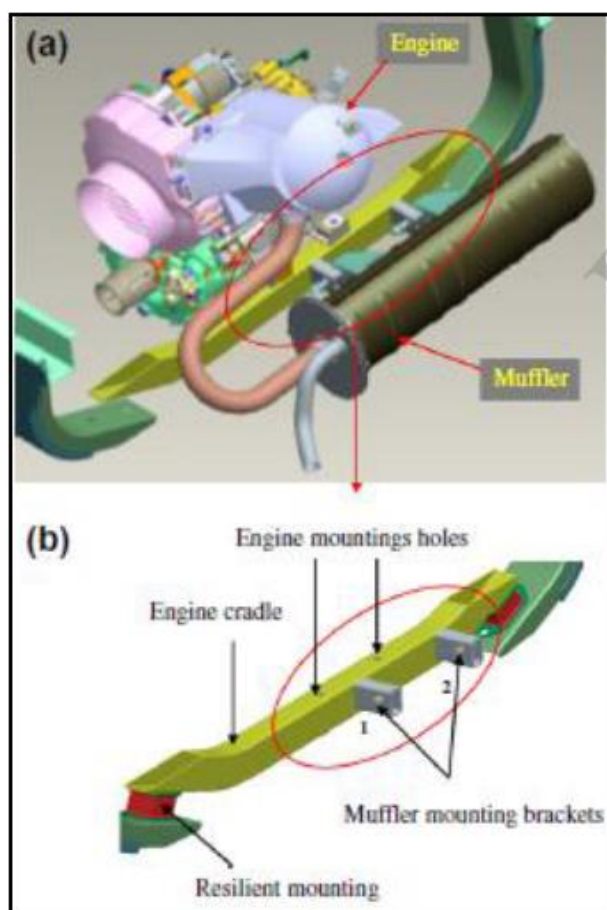 (a)
Engine
Muffler
(b)
Engine mountings holes
Engine cradle
1
2
Muffler mounting brackets
Resilient mounting